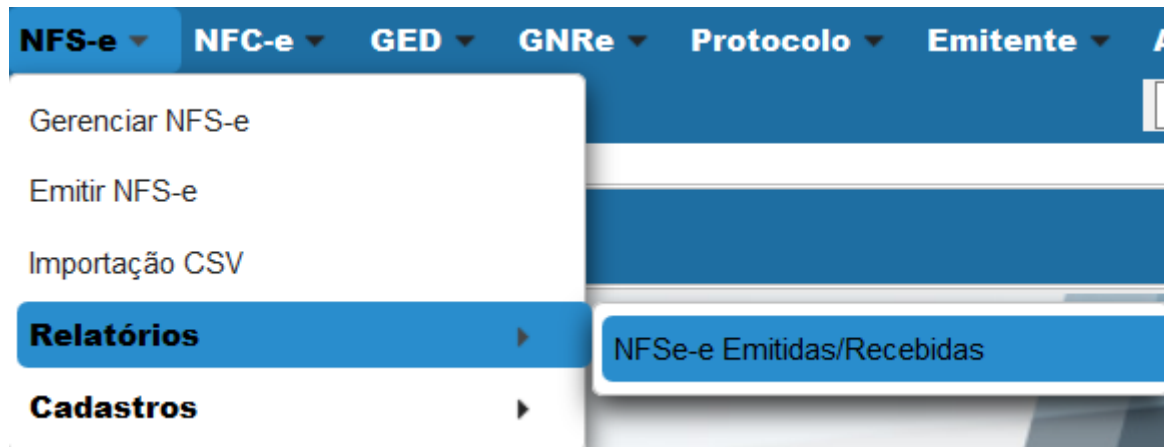 NFS-e NFC-e GED GNRe Protocolo Emitente
Gerenciar NFS-e
Emitir NFS-e
Importação CSV
Relatórios
NFSe-e Emitidas/Recebidas
Cadastros